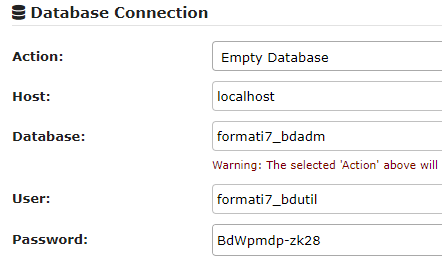 Database Connection
Action: Empty Database
Host: localhost
Database: formati7_bdadm
Warning: The selected 'Action' above will
User: formati7_bdutil
Password: BdWpmdp-zk28